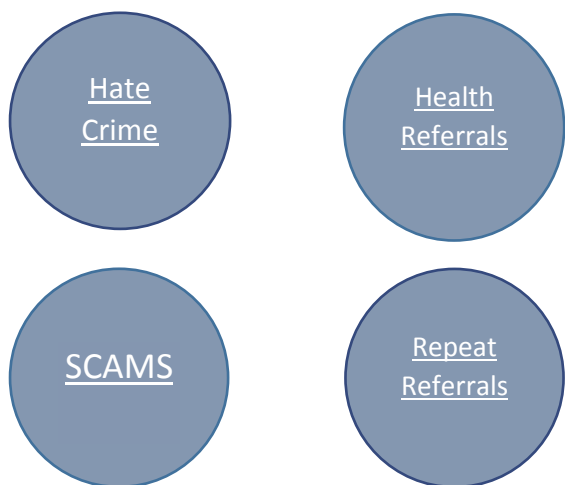 Hate
Crime
Health
Referrals
SCAMS
Repeat
Referrals